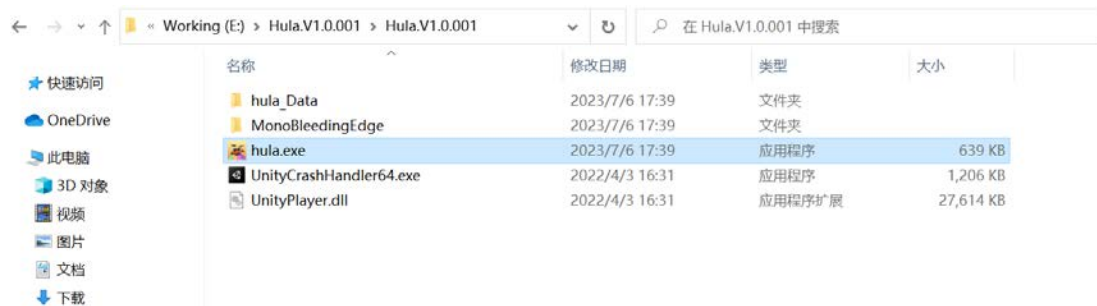 « Working (E:) › Hula.V1.0.001 › Hula.V1.0.001
在 Hula.V1.0.001 中搜索
快速访问
OneDrive
此电脑
3D 对象
视频
图片
文档
下载
名称 修改日期 类型 大小
hula_Data 2023/7/6 17:39 文件夹
MonoBleedingEdge 2023/7/6 17:39 文件夹
hula.exe 2023/7/6 17:39 应用程序 639 KB
UnityCrashHandler64.exe 2022/4/3 16:31 应用程序 1,206 KB
UnityPlayer.dll 2022/4/3 16:31 应用程序扩展 27,614 KB